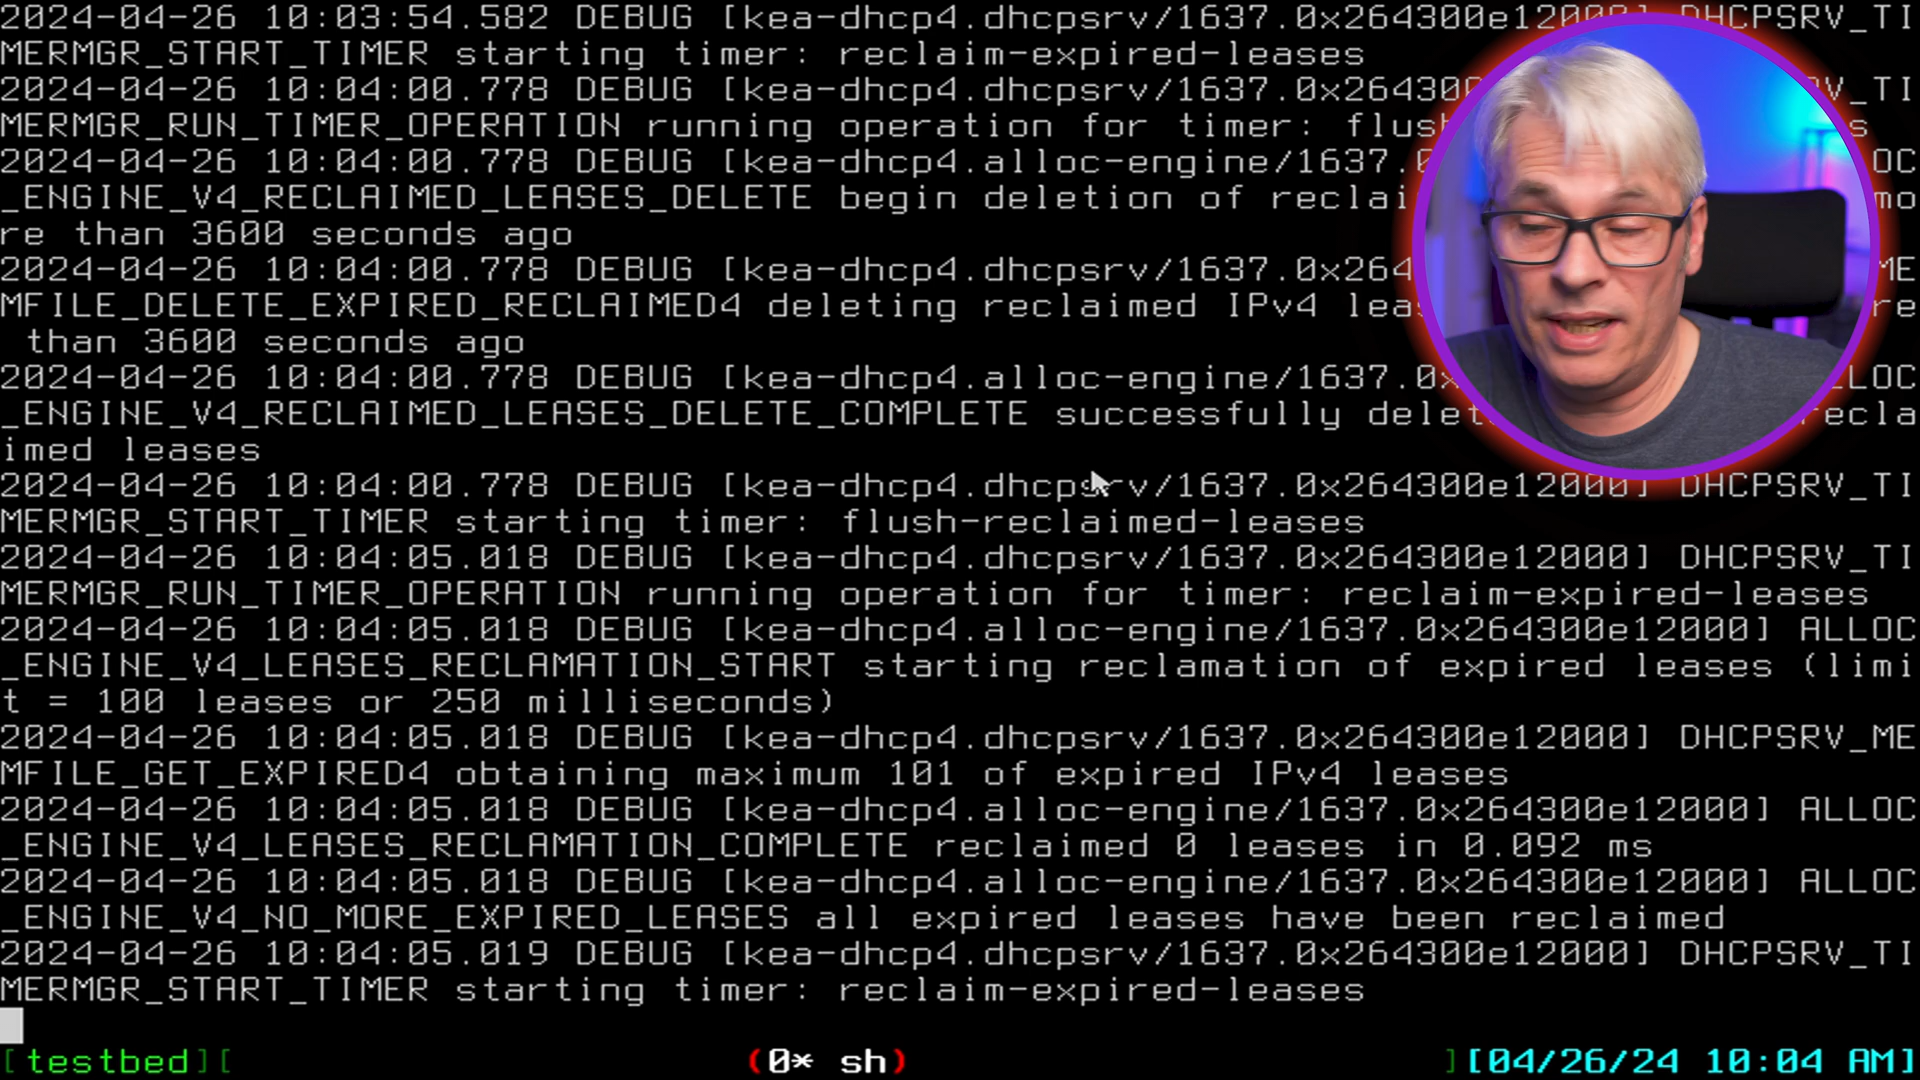 2024-04-26 10:03:54.582 DEBUG [kea-dhcp4.dhcpsrv/1637.0x264300e12000] DHCPSRV_TI
MERMGR_START_TIMER starting timer: reclaim-expired-leases
2024-04-26 10:04:00.778 DEBUG [kea-dhcp4.dhcpsrv/1637.0x26430 V_TI
MERMGR_RUN_TIMER_OPERATION running operation for timer: s
2024-04-26 10:04:00.778 DEBUG [kea-dhcp4.alloc-engine/1637. OC
_ENGINE_V4_RECLAIMED_LEASES_DELETE begin deletion of mo
re than 3600 seconds ago
2024-04-26 10:04:00.778 DEBUG [kea-dhcp4.dhcpsrv/1637.0x264 ME
MFILE_DELETE_EXPIRED_RECLAIMED4 deleting reclaimed IPv4 re
than 3600 seconds ago
2024-04-26 10:04:00.778 DEBUG [kea-dhcp4.alloc-engine/1637.0x LOC
_ENGINE_V4_RECLAIMED_LEASES_DELETE_COMPLETE successfully recla
imed leases
2024-04-26 10:04:00.778 DEBUG [kea-dhcp4.dhcpsrv/1637.0x264300e12000] DHCPSRV_TI
MERMGR_START_TIMER starting timer: flush-reclaimed-leases
2024-04-26 10:04:05.018 DEBUG [kea-dhcp4.dhcpsrv/1637.0x264300e12000] DHCPSRV_TI
MERMGR_RUN_TIMER_OPERATION running operation for timer: reclaim-expired-leases
2024-04-26 10:04:05.018 DEBUG [kea-dhcp4.alloc-engine/1637.0x264300e12000] ALLOC
_ENGINE_V4_LEASES_RECLAMATION_START starting reclamation of expired leases (limi
t = 100 leases or 250 milliseconds)
2024-04-26 10:04:05.018 DEBUG [kea-dhcp4.dhcpsrv/1637.0x264300e12000] DHCPSRV_ME
MFILE_GET_EXPIRED4 obtaining maximum 101 of expired IPv4 leases
2024-04-26 10:04:05.018 DEBUG [kea-dhcp4.alloc-engine/1637.0x264300e12000] ALLOC
_ENGINE_V4_LEASES_RECLAMATION_COMPLETE reclaimed 0 leases in 0.092 ms
2024-04-26 10:04:05.018 DEBUG [kea-dhcp4.alloc-engine/1637.0x264300e12000] ALLOC
_ENGINE_V4_NO_MORE_EXPIRED_LEASES all expired leases have been reclaimed
2024-04-26 10:04:05.019 DEBUG [kea-dhcp4.dhcpsrv/1637.0x264300e12000] DHCPSRV_TI
MERMGR_START_TIMER starting timer: reclaim-expired-leases
[testbed][ (0* sh) ][04/26/24 10:04 AM]